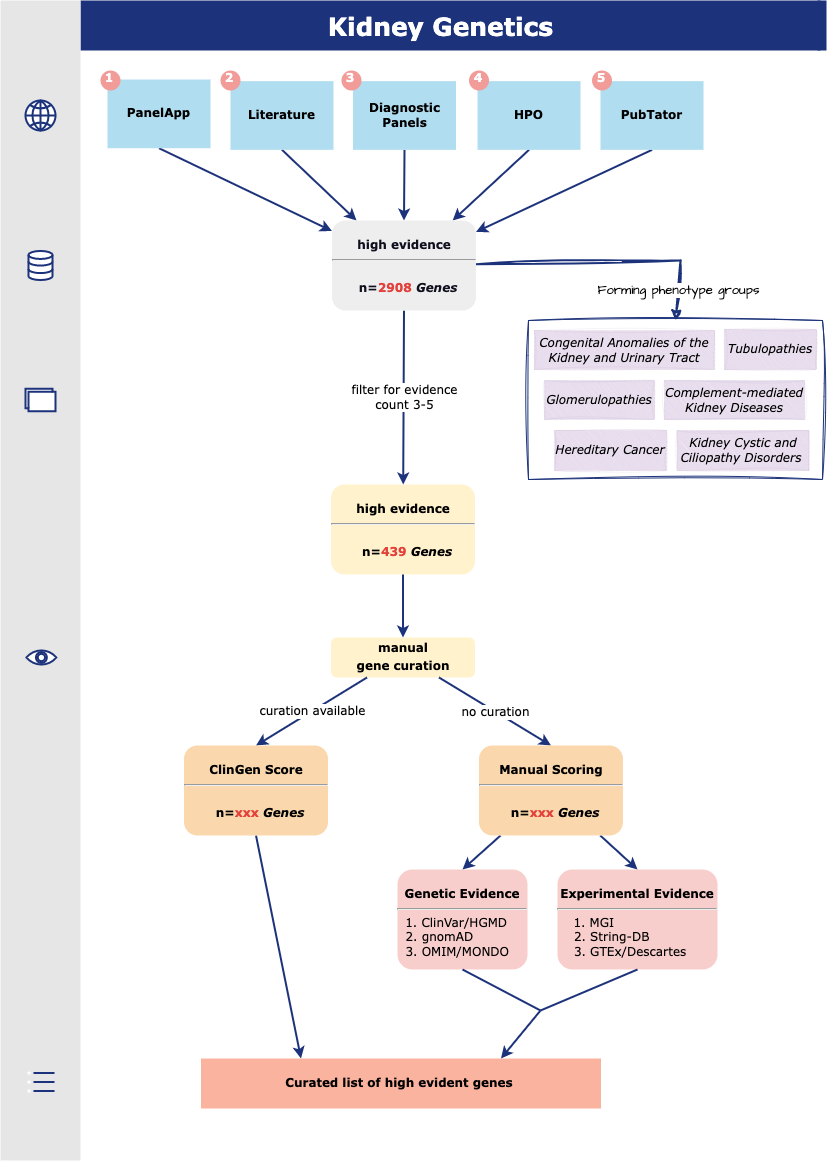 Kidney Genetics
1
2
3
4
5
PanelApp
Literature
Diagnostic
Panels
HPO
PubTator
high evidence
n=2908 Genes
Forming phenotype groups
Congenital Anomalies of the
Kidney and Urinary Tract
Tubulopathies
Glomerulopathies
Complement-mediated
Kidney Diseases
Hereditary Cancer
Kidney Cystic and
Ciliopathy Disorders
filter for evidence
count 3-5
high evidence
n=439 Genes
manual
gene curation
curation available
no curation
ClinGen Score
n=xxx Genes
Manual Scoring
n=xxx Genes
Genetic Evidence
1. ClinVar/HGMD
2. gnomAD
3. OMIM/MONDO
Experimental Evidence
1. MGI
2. String-DB
3. GTEx/Descartes
Curated list of high evident genes